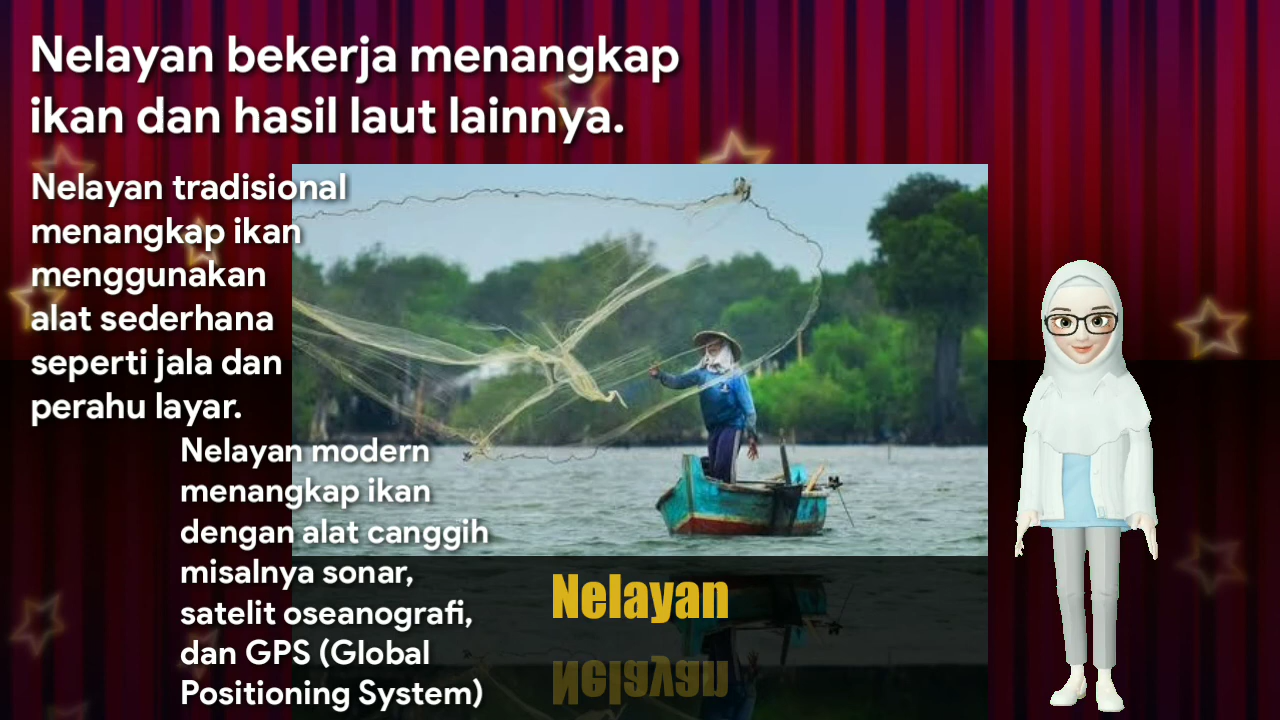 Nelayan bekerja menangkap
ikan dan hasil laut lainnya.
Nelayan tradisional
menangkap ikan
menggunakan
alat sederhana
seperti jala dan
perahu layar.
Nelayan modern
menangkap ikan
dengan alat canggih
misalnya sonar,
satelit oseanografi,
dan GPS (Global
Positioning System)
Nelayan